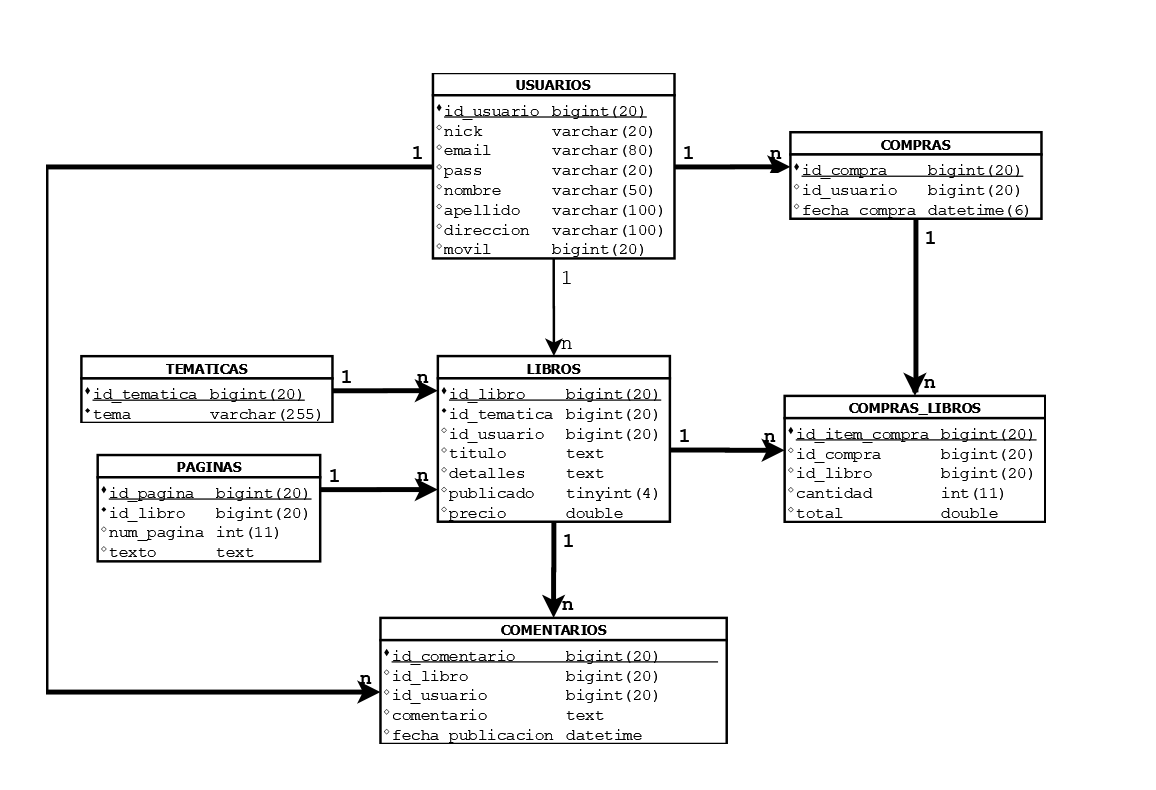 USUARIOS
id_usuario bigint(20)
nick varchar(20)
email varchar(80)
pass varchar(20)
nombre varchar(50)
apellido varchar(100)
direccion varchar(100)
movil bigint(20)
1
1
n
COMPRAS
id_compra bigint(20)
id_usuario bigint(20)
fecha_compra datetime(6)
1
1
n
n
TEMATICAS
id_tematica bigint(20)
tema varchar(255)
1
n
LIBROS
id_libro bigint(20)
id_tematica bigint(20)
id_usuario bigint(20)
titulo text
detalles text
publicado tinyint(4)
precio double
1
n
COMPRAS_LIBROS
id_item_compra bigint(20)
id_compra bigint(20)
id_libro bigint(20)
cantidad int(11)
total double
PAGINAS
id_pagina bigint(20)
id_libro bigint(20)
num_pagina int(11)
texto text
1
n
1
n
COMENTARIOS
id_comentario bigint(20)
id_libro bigint(20)
id_usuario bigint(20)
comentario text
fecha_publicacion datetime
n